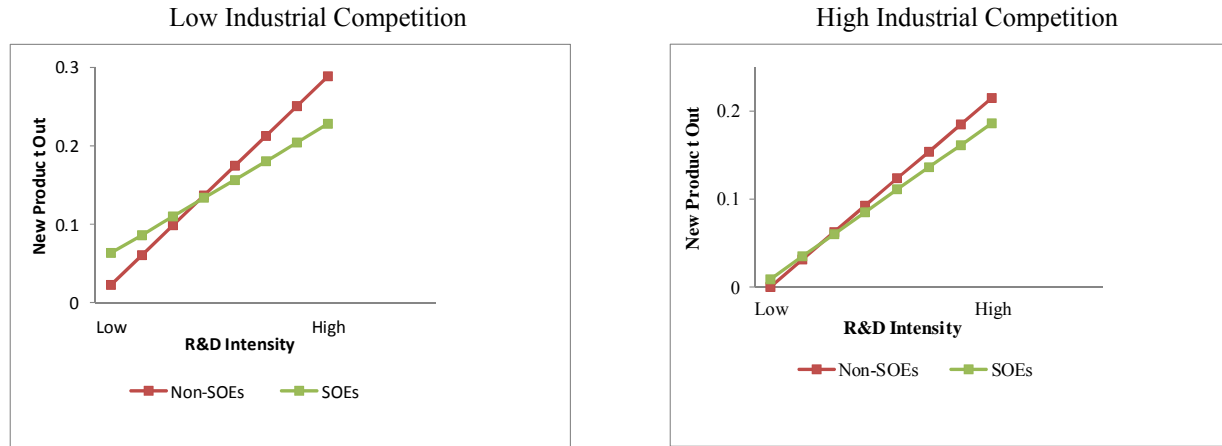 Low Industrial Competition
0.3
0.2
0.1
0
New Produc t Out
Low
High
R&D Intensity
Non-SOEs
SOEs
High Industrial Competition
0.2
0.1
0
New Produc t Out
Low
High
R&D Intensity
Non-SOEs
SOEs